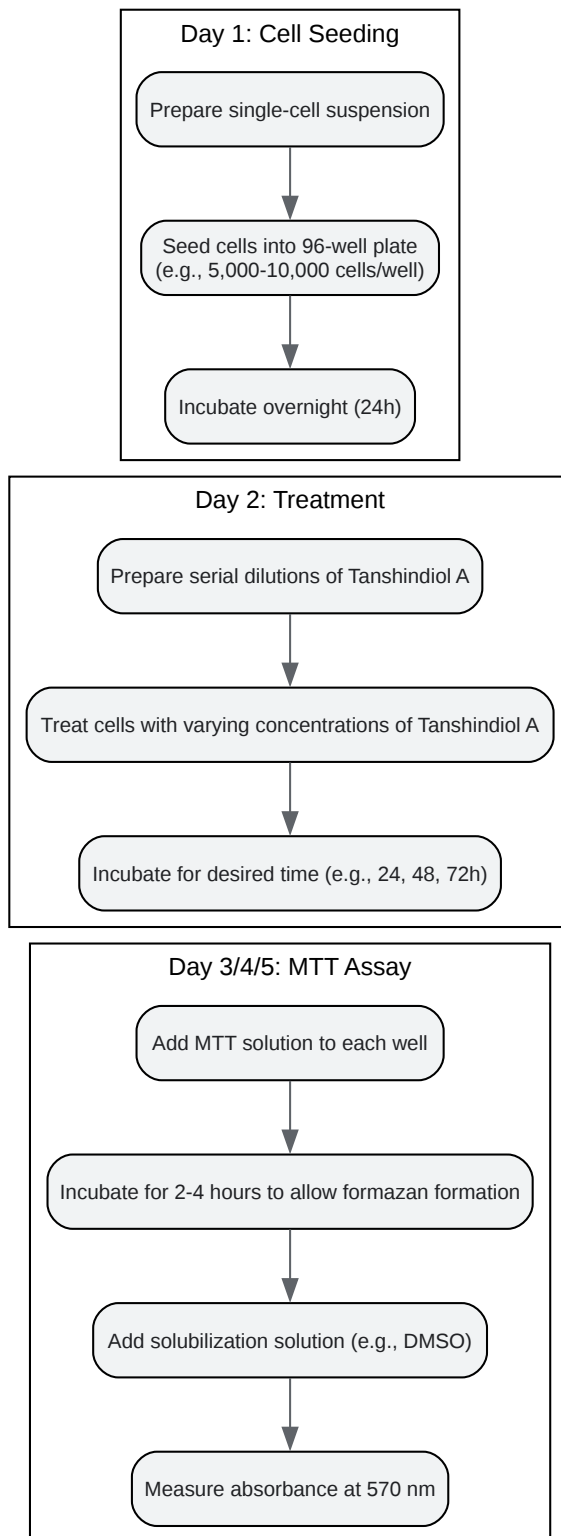 Day 1: Cell Seeding
Prepare single-cell suspension
Seed cells into 96-well plate
(e.g., 5,000-10,000 cells/well)
Incubate overnight (24h)
Day 2: Treatment
Prepare serial dilutions of Tanshindiol A
Treat cells with varying concentrations of Tanshindiol A
Incubate for desired time (e.g., 24, 48, 72h)
Day 3/4/5: MTT Assay
Add MTT solution to each well
Incubate for 2-4 hours to allow formazan formation
Add solubilization solution (e.g., DMSO)
Measure absorbance at 570 nm